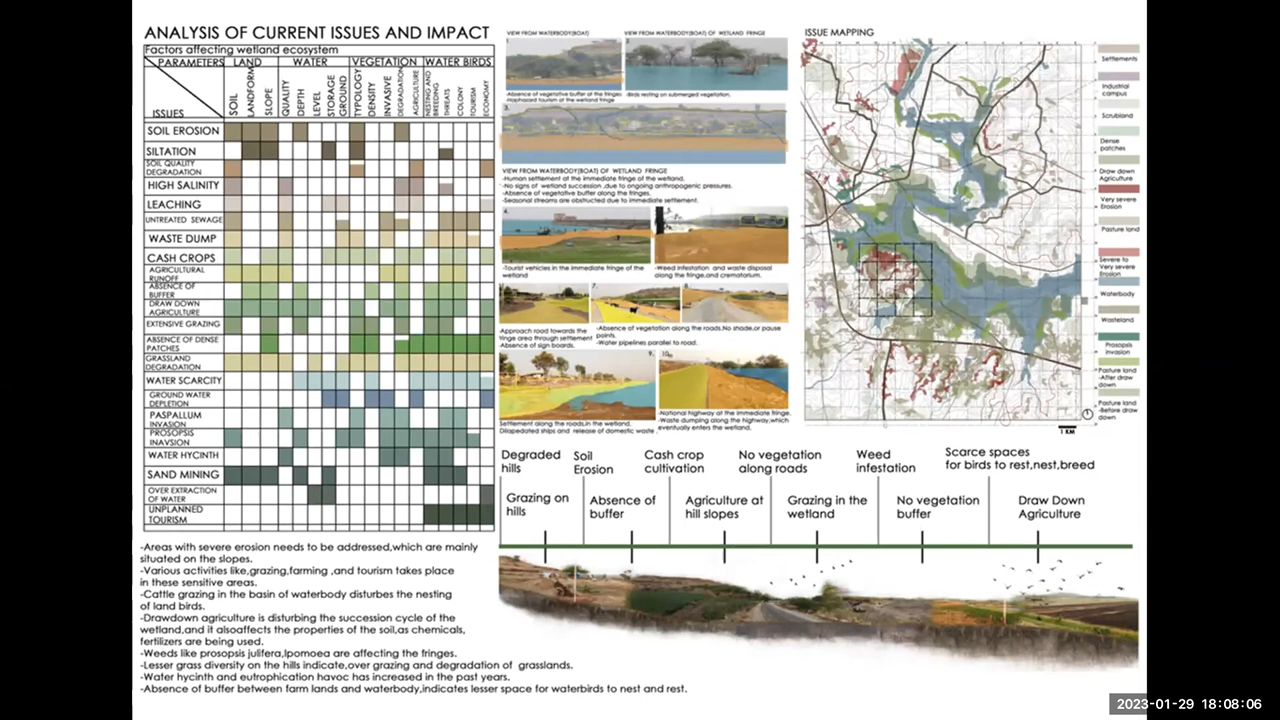 ANALYSIS OF CURRENT ISSUES AND IMPACT
Factors affecting wetland ecosystem
PARAMETERS
LAND
WATER
VEGETATION
WATER BIRDS
ISSUES
SOIL
LANDFORM
SLOPE
QUALITY
DEPTH
LEVEL
STORAGE
GROUND
TYPOLOGY
DENSITY
INVASIVE
DEGRADATION
AGRICULTURE
NESTING AND
BREEDING
THREATS
COLONY
TOURISM
ECONOMY
SOIL EROSION
SILTATION
SOIL QUALITY
DEGRADATION
HIGH SALINITY
LEACHING
UNTREATED SEWAGE
WASTE DUMP
CASH CROPS
AGRICULTURAL
RUNOFF
ABSENCE OF
BUFFER
DRAW DOWN
AGRICULTURE
EXTENSIVE GRAZING
ABSENCE OF DENSE
PATCHES
GRASSLAND
DEGRADATION
WATER SCARCITY
GROUND WATER
DEPLETION
PASPALLUM
INVASION
PROSOPSIS
INAVSION
WATER HYCINTH
SAND MINING
OVER EXTRACTION
OF WATER
UNPLANNED
TOURISM
-Areas with severe erosion needs to be addressed,which are mainly
situated on the slopes.
-Various activities like,grazing,farming ,and tourism takes place
in these sensitive areas.
-Cattle grazing in the basin of waterbody disturbes the nesting
of land birds.
-Drawdown agriculture is disturbing the succession cycle of the
wetland,and it alsoaffects the properties of the soil,as chemicals,
fertilizers are being used.
-Weeds like prosopsis julifera,Ipomoea are affecting the fringes.
-Lesser grass diversity on the hills indicate,over grazing and degradation of grasslands.
-Water hycinth and eutrophication havoc has increased in the past years.
-Absence of buffer between farm lands and waterbody,indicates lesser space for waterbirds to nest and rest.
VIEW FROM WATERBODY(BOAT)
VIEW FROM WATERBODY(BOAT) OF WETLAND FRINGE
1.
2.
-Absence of vegetative buffer at the fringes
-Haphazard tourism at the wetland fringe
-Birds resting on submerged vegetation.
3.
VIEW FROM WATERBODY(BOAT) OF WETLAND FRINGE
-Human settlement at the immediate fringe of the wetland.
-No signs of wetland succession ,due to ongoing anthropogenic pressures.
-Absence of vegetative buffer along the fringes.
-Seasonal streams are obstructed due to immediate settlement.
4.
5.
-Tourist vehicles in the immediate fringe of the
wetland
-Weed infestation and waste disposal
along the fringe,and crematorium.
7.
-Approach road towards the
fringe area through settlement
-Absence of sign boards.
-Absence of vegetation along the roads.No shade,or pause
points.
-Water pipelines parallel to road.
9.
10.
Settlement along the roads,in the wetland.
Dilapedated ships and release of domestic waste .
-National highway at the immediate fringe.
-Waste dumping along the highway,which
,eventually enters the wetland.
ISSUE MAPPING
Settlements
Industrial
campus
Scrubland
Dense
patches
Draw down
Agriculture
Very severe
Erosion
Pasture land
Severe to
Very severe
Erosion
Waterbody
Wasteland
Prosopsis
invasion
Pasture land
-After draw
down
Pasture land
-Before draw
down
1 KM
Degraded
hills
Soil
Erosion
Cash crop
cultivation
No vegetation
along roads
Weed
infestation
Scarce spaces
for birds to rest,nest,breed
Grazing on
hills
Absence of
buffer
Agriculture at
hill slopes
Grazing in the
wetland
No vegetation
buffer
Draw Down
Agriculture
2023-01-29 18:08:06